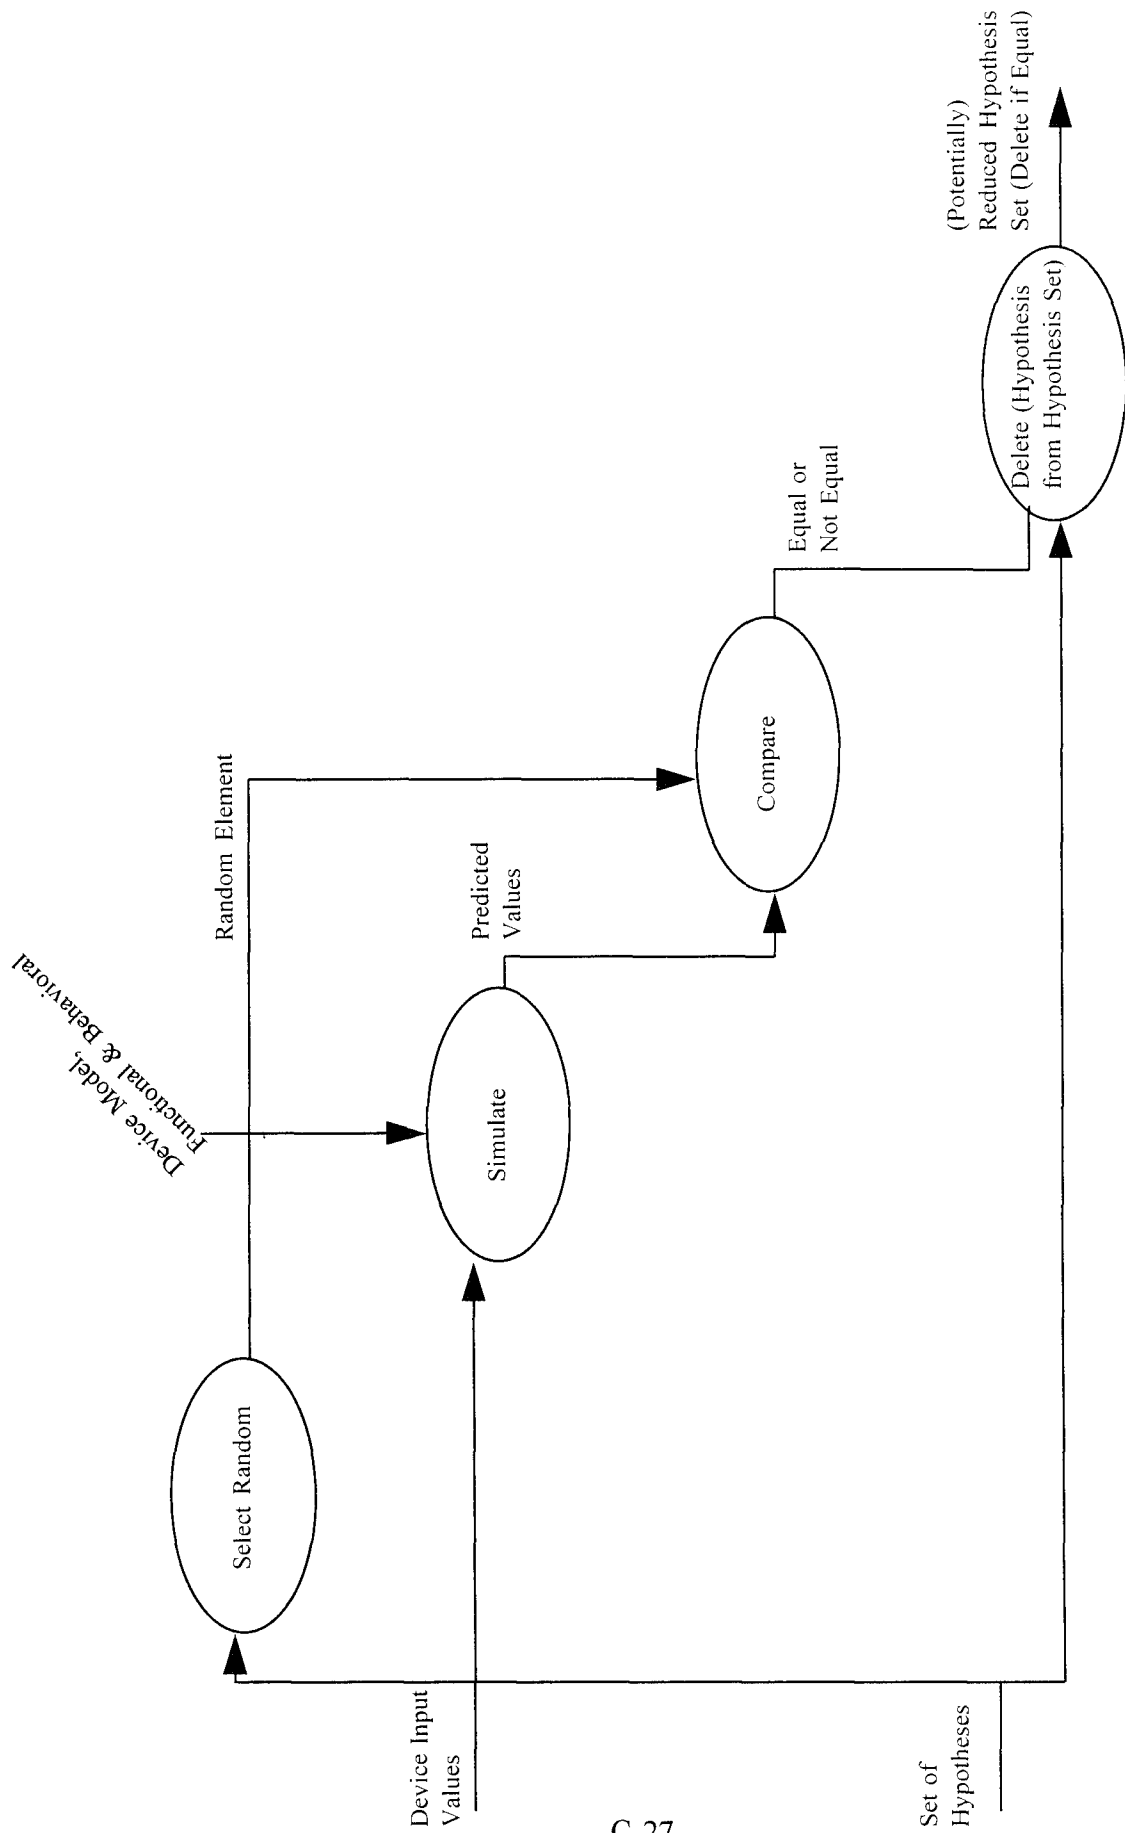 Device Model,
Functional & Behavioral
Select Random
Random Element
Device Input
Values
Simulate
Predicted
Values
Compare
Equal or
Not Equal
Set of
Hypotheses
Delete (Hypothesis
from Hypothesis Set)
(Potentially)
Reduced Hypothesis
Set (Delete if Equal)
C-27